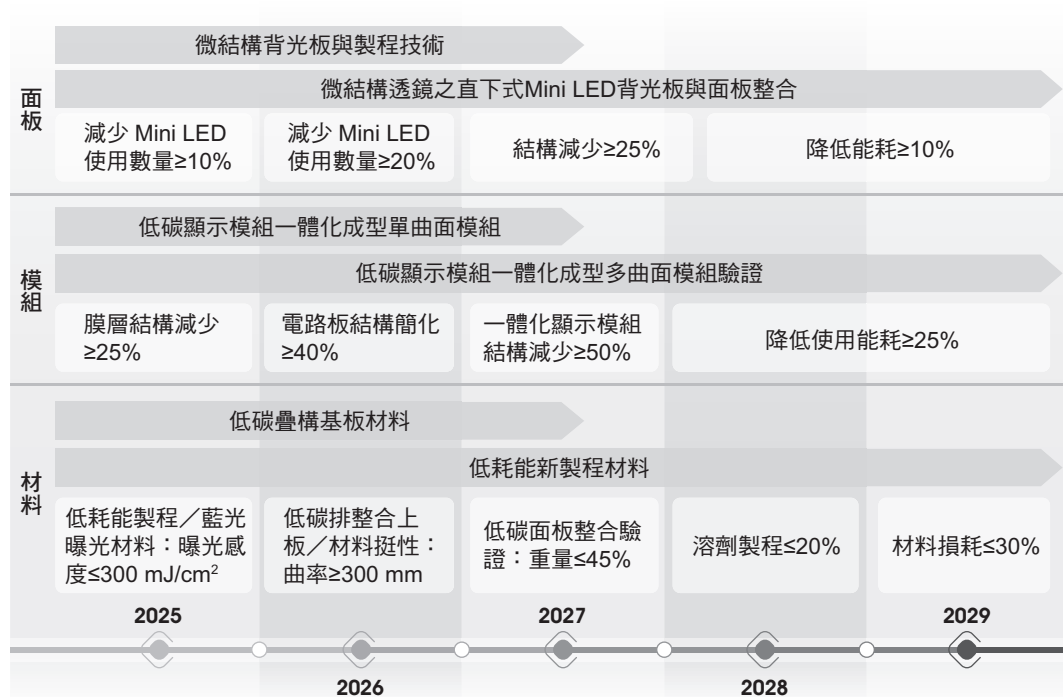 面板
微結構背光板與製程技術
微結構透鏡之直下式Mini LED背光板與面板整合
減少 Mini LED
使用數量≥10%
減少 Mini LED
使用數量≥20%
結構減少≥25%
降低能耗≥10%
模組
低碳顯示模組一體化成型單曲面模組
低碳顯示模組一體化成型多曲面模組驗證
膜層結構減少
≥25%
電路板結構簡化
≥40%
一體化顯示模組
結構減少≥50%
降低使用能耗≥25%
材料
低碳疊構基板材料
低耗能新製程材料
低耗能製程／藍光
曝光材料：曝光感
度≤300 mJ/cm²
低碳排整合上
板／材料挺性：
曲率≥300 mm
低碳面板整合驗
證：重量≤45%
溶劑製程≤20%
材料損耗≤30%
2025
2026
2027
2028
2029